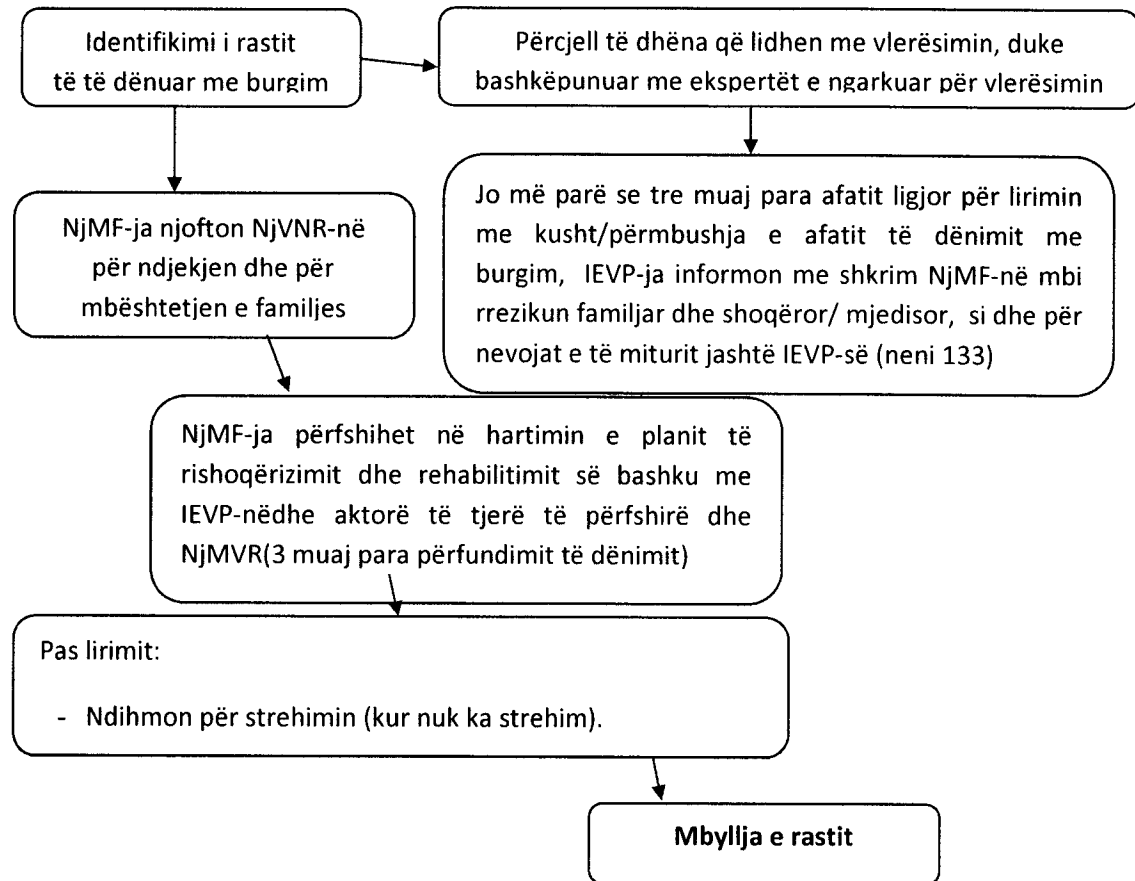 Identifikimi i rastit
të të dënuar me burgim
Përcjell të dhëna që lidhen me vlerësimin, duke
bashkëpunuar me ekspertët e ngarkuar për vlerësimin
NjMF-ja njofton NjVNR-në
për ndjekjen dhe për
mbështetjen e familjes
Jo më parë se tre muaj para afatit ligjor për lirimin
me kusht/përmbushja e afatit të dënimit me
burgim, IEVP-ja informon me shkrim NjMF-në mbi
rrezikun familjar dhe shoqëror/ mjedisor, si dhe për
nevojat e të miturit jashtë IEVP-së (neni 133)
NjMF-ja përfshihet në hartimin e planit të
rishoqërizimit dhe rehabilitimit së bashku me
IEVP-nëdhe aktorë të tjerë të përfshirë dhe
NjMVR(3 muaj para përfundimit të dënimit)
Pas lirimit:
- Ndihmon për strehimin (kur nuk ka strehim).
Mbyllja e rastit